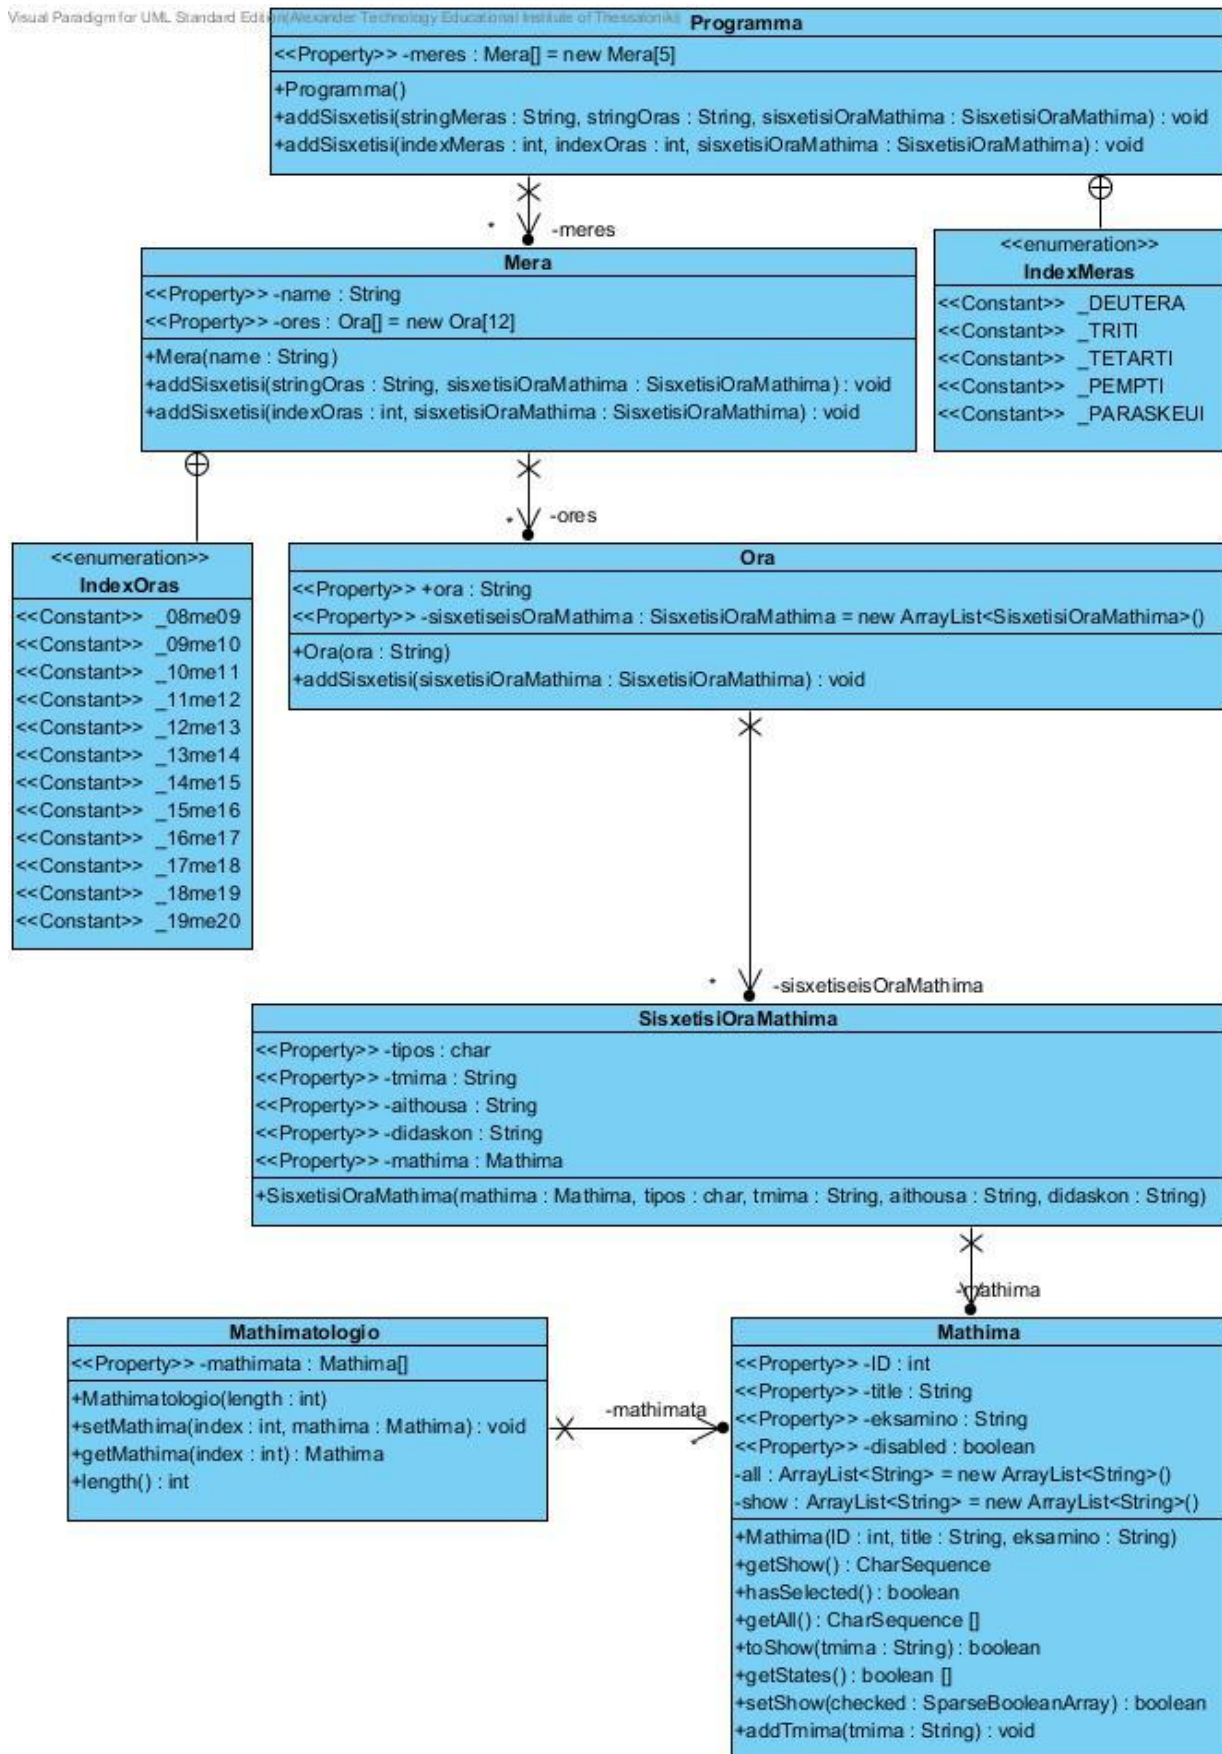 Visual Paradigm for UML Standard Edition(Alexander Technology Educational Institute of Thessaloniki)
Programma
<<Property>> -meres : Mera[] = new Mera[5]
+Programma()
+addSisxetisi(stringMeras : String, stringOras : String, sisxetisiOraMathima : SisxetisiOraMathima) : void
+addSisxetisi(indexMeras : int, indexOras : int, sisxetisiOraMathima : SisxetisiOraMathima) : void
* -meres
Mera
<<Property>> -name : String
<<Property>> -ores : Ora[] = new Ora[12]
+Mera(name : String)
+addSisxetisi(stringOras : String, sisxetisiOraMathima : SisxetisiOraMathima) : void
+addSisxetisi(indexOras : int, sisxetisiOraMathima : SisxetisiOraMathima) : void
<<enumeration>>
IndexMeras
<<Constant>> _DEUTERA
<<Constant>> _TRITI
<<Constant>> _TETARTI
<<Constant>> _PEMPTI
<<Constant>> _PARASKEUI
* -ores
<<enumeration>>
IndexOras
<<Constant>> _08me09
<<Constant>> _09me10
<<Constant>> _10me11
<<Constant>> _11me12
<<Constant>> _12me13
<<Constant>> _13me14
<<Constant>> _14me15
<<Constant>> _15me16
<<Constant>> _16me17
<<Constant>> _17me18
<<Constant>> _18me19
<<Constant>> _19me20
Ora
<<Property>> +ora : String
<<Property>> -sisxetiseisOraMathima : SisxetisiOraMathima = new ArrayList<SisxetisiOraMathima>()
+Ora(ora : String)
+addSisxetisi(sisxetisiOraMathima : SisxetisiOraMathima) : void
* -sisxetiseisOraMathima
SisxetisiOraMathima
<<Property>> -tipos : char
<<Property>> -tmima : String
<<Property>> -aithousa : String
<<Property>> -didaskon : String
<<Property>> -mathima : Mathima
+SisxetisiOraMathima(mathima : Mathima, tipos : char, tmima : String, aithousa : String, didaskon : String)
-mathima
Mathimatologio
<<Property>> -mathimata : Mathima[]
+Mathimatologio(length : int)
+setMathima(index : int, mathima : Mathima) : void
+getMathima(index : int) : Mathima
+length() : int
-mathimata
*
Mathima
<<Property>> -ID : int
<<Property>> -title : String
<<Property>> -eksamino : String
<<Property>> -disabled : boolean
-all : ArrayList<String> = new ArrayList<String>()
-show : ArrayList<String> = new ArrayList<String>()
+Mathima(ID : int, title : String, eksamino : String)
+getShow() : CharSequence
+hasSelected() : boolean
+getAll() : CharSequence []
+toShow(tmima : String) : boolean
+getStates() : boolean []
+setShow(checked : SparseBooleanArray) : boolean
+addTmima(tmima : String) : void